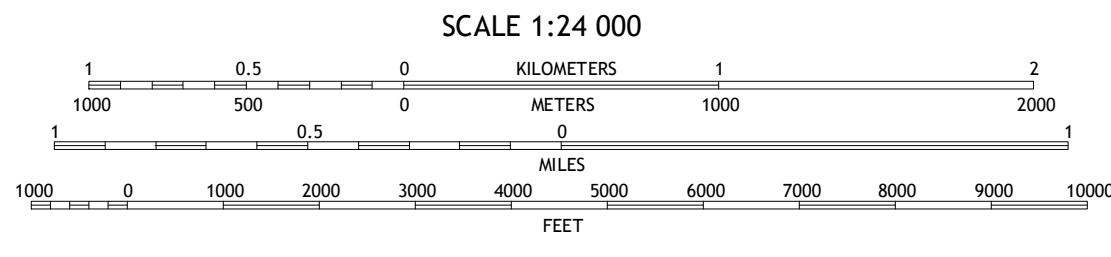 SCALE 1:24 000
1 0.5 0 KILOMETERS 1 2
1000 500 0 METERS 1000 2000
1 0.5 0 1
MILES
1000 0 1000 2000 3000 4000 5000 6000 7000 8000 9000 10000
FEET